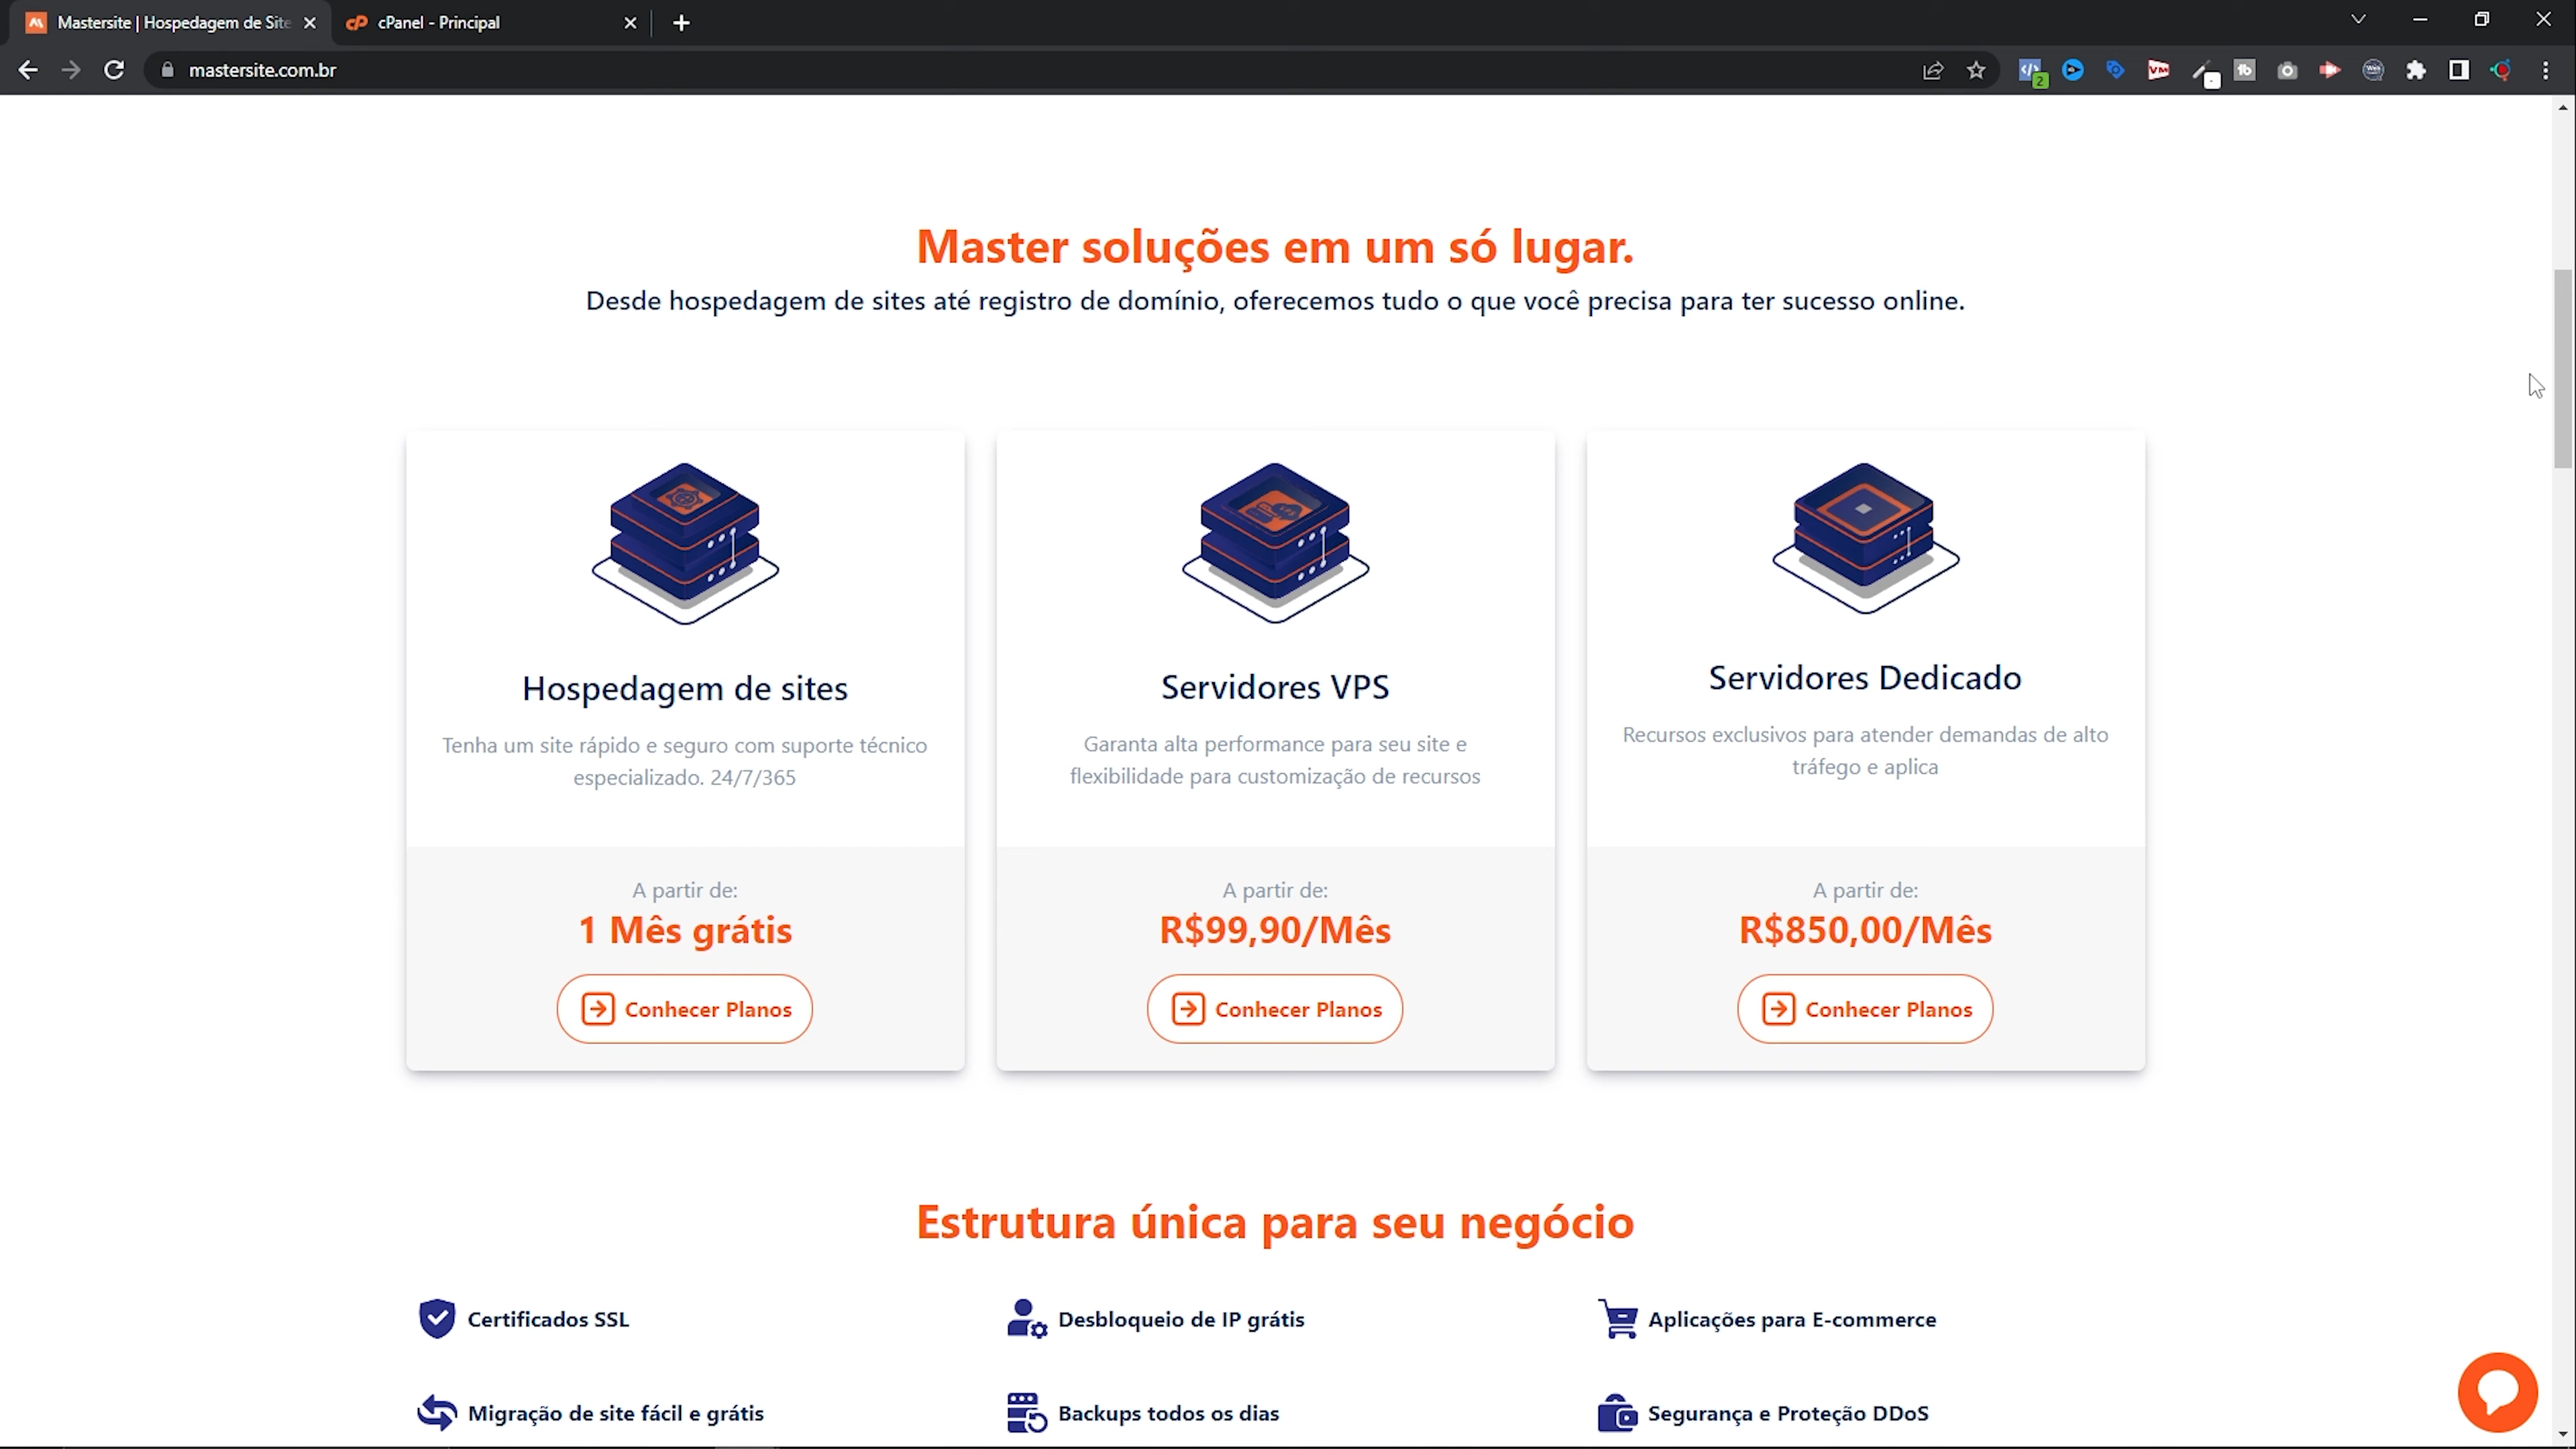 Mastersite | Hospedagem de Site
cPanel - Principal
mastersite.com.br
2
VM
Master soluções em um só lugar.
Desde hospedagem de sites até registro de domínio, oferecemos tudo o que você precisa para ter sucesso online.
VPS
Hospedagem de sites
Tenha um site rápido e seguro com suporte técnico
especializado. 24/7/365
A partir de:
1 Mês grátis
Conhecer Planos
Servidores VPS
Garanta alta performance para seu site e
flexibilidade para customização de recursos
A partir de:
R$99,90/Mês
Conhecer Planos
Servidores Dedicado
Recursos exclusivos para atender demandas de alto
tráfego e aplica
A partir de:
R$850,00/Mês
Conhecer Planos
Estrutura única para seu negócio
Certificados SSL
Desbloqueio de IP grátis
Aplicações para E-commerce
Migração de site fácil e grátis
Backups todos os dias
Segurança e Proteção DDoS